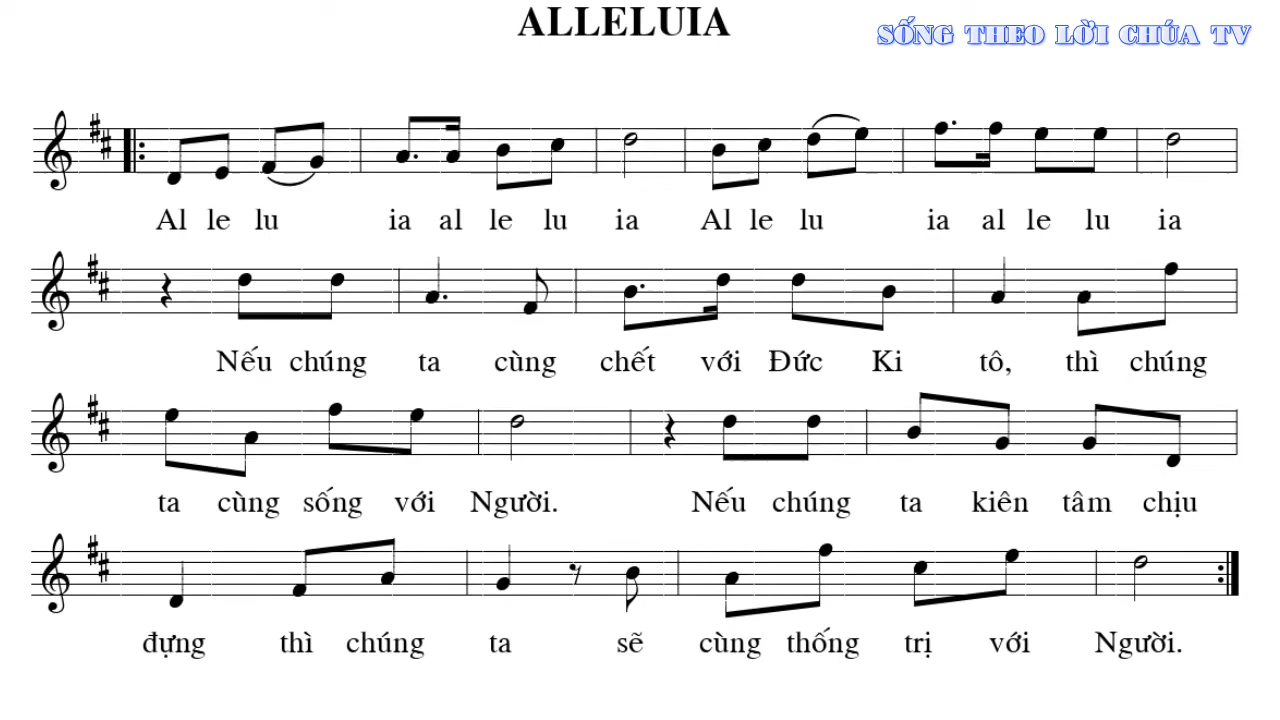 ALLELUIA
SỐNG THEO LỜI CHÚA TV
Al le lu ia al le lu ia Al le lu ia al le lu ia
Nếu chúng ta cùng chết với Đức Ki tô, thì chúng
ta cùng sống với Người. Nếu chúng ta kiên tâm chịu
đựng thì chúng ta sẽ cùng thống trị với Người.